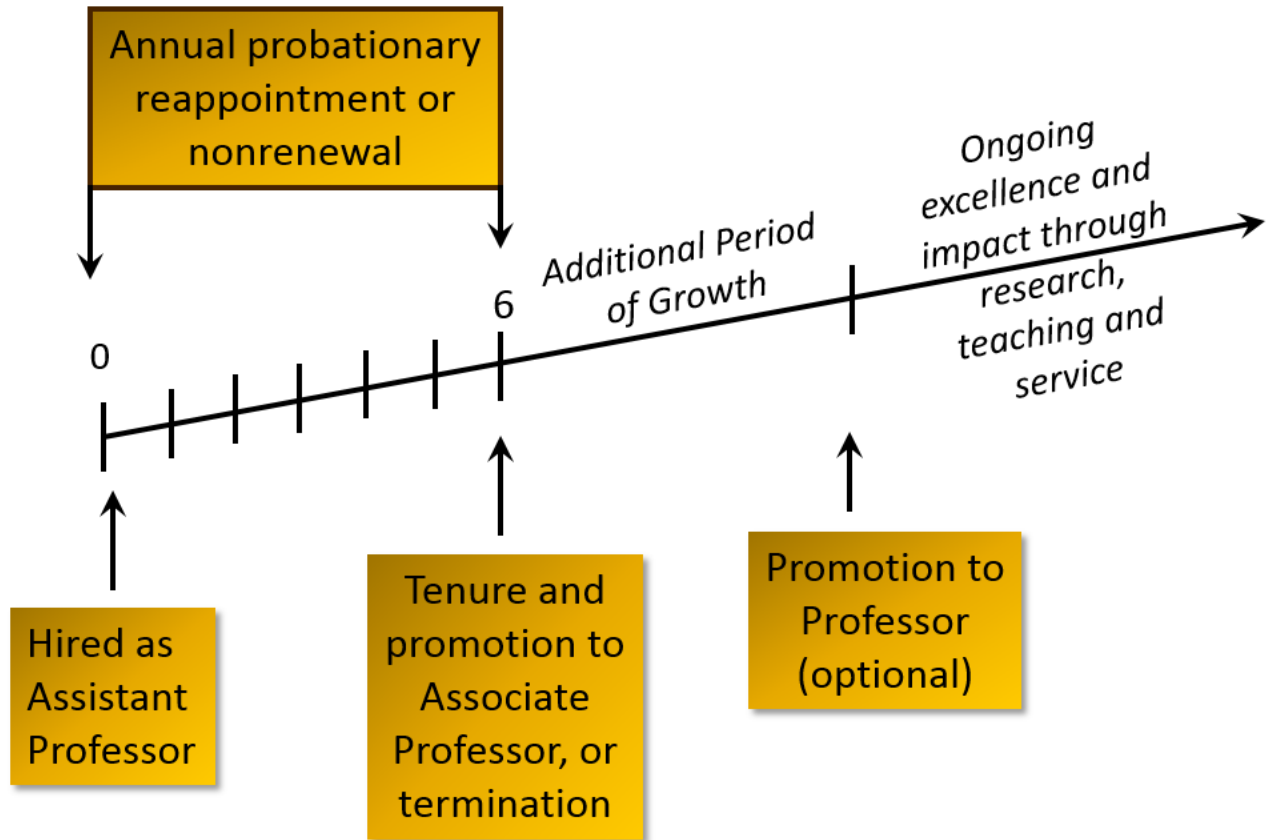 Annual probationary
reappointment or
nonrenewal
0
6
Additional Period
of Growth
Ongoing
excellence and
impact through
research,
teaching and
service
Hired as
Assistant
Professor
Tenure and
promotion to
Associate
Professor, or
termination
Promotion to
Professor
(optional)